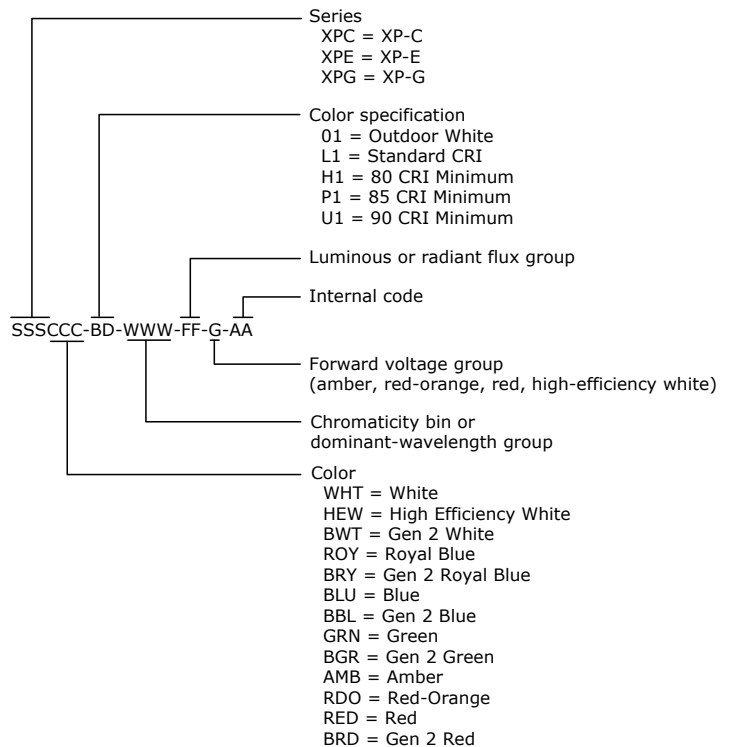 Series
XPC = XP-C
XPE = XP-E
XPG = XP-G
Color specification
01 = Outdoor White
L1 = Standard CRI
H1 = 80 CRI Minimum
P1 = 85 CRI Minimum
U1 = 90 CRI Minimum
Luminous or radiant flux group
Internal code
SSSCCC-BD-WWW-FF-G-AA
Forward voltage group
(amber, red-orange, red, high-efficiency white)
Chromaticity bin or
dominant-wavelength group
Color
WHT = White
HEW = High Efficiency White
BWT = Gen 2 White
ROY = Royal Blue
BRY = Gen 2 Royal Blue
BLU = Blue
BBL = Gen 2 Blue
GRN = Green
BGR = Gen 2 Green
AMB = Amber
RDO = Red-Orange
RED = Red
BRD = Gen 2 Red